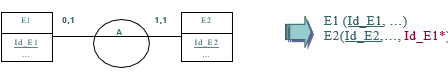 E1
0,1
1,1
E2
A
Id_E1
...
Id_E2
...
E1 (Id_E1, ...)
E2(Id_E2,..., Id_E1*)